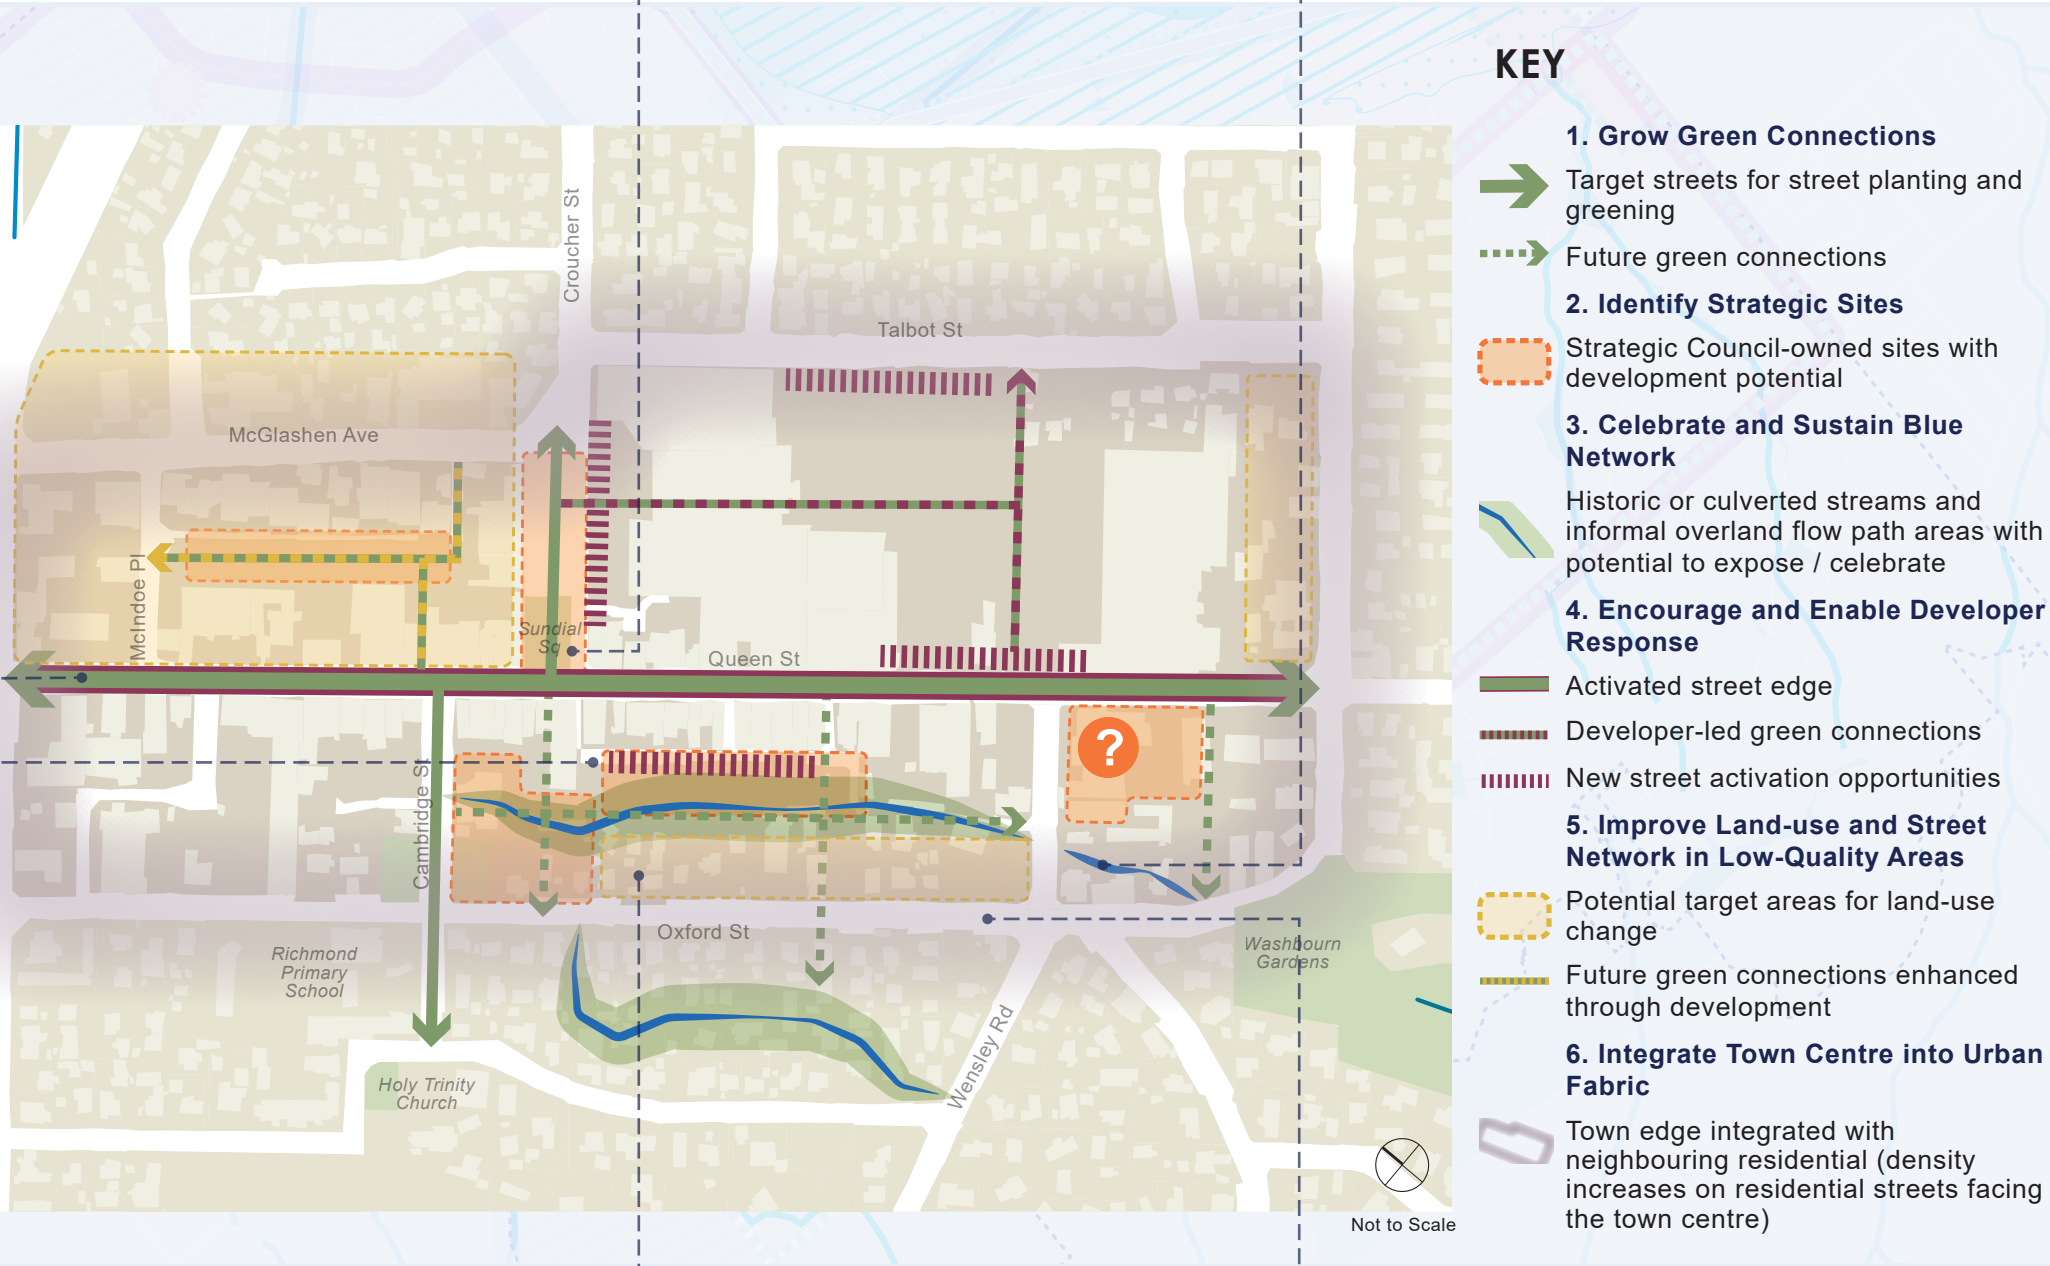 KEY
1. Grow Green Connections
Target streets for street planting and
greening
Future green connections
2. Identify Strategic Sites
Strategic Council-owned sites with
development potential
3. Celebrate and Sustain Blue
Network
Historic or culverted streams and
informal overland flow path areas with
potential to expose / celebrate
4. Encourage and Enable Developer
Response
Activated street edge
Developer-led green connections
New street activation opportunities
5. Improve Land-use and Street
Network in Low-Quality Areas
Potential target areas for land-use
change
Future green connections enhanced
through development
6. Integrate Town Centre into Urban
Fabric
Town edge integrated with
neighbouring residential (density
increases on residential streets facing
the town centre)
Croucher St
Talbot St
McGlashen Ave
McIndoe Pl
Sundial
Sq
Queen St
?
Cambridge St
Oxford St
Richmond
Primary
School
Washbourn
Gardens
Wensley Rd
Holy Trinity
Church
Not to Scale